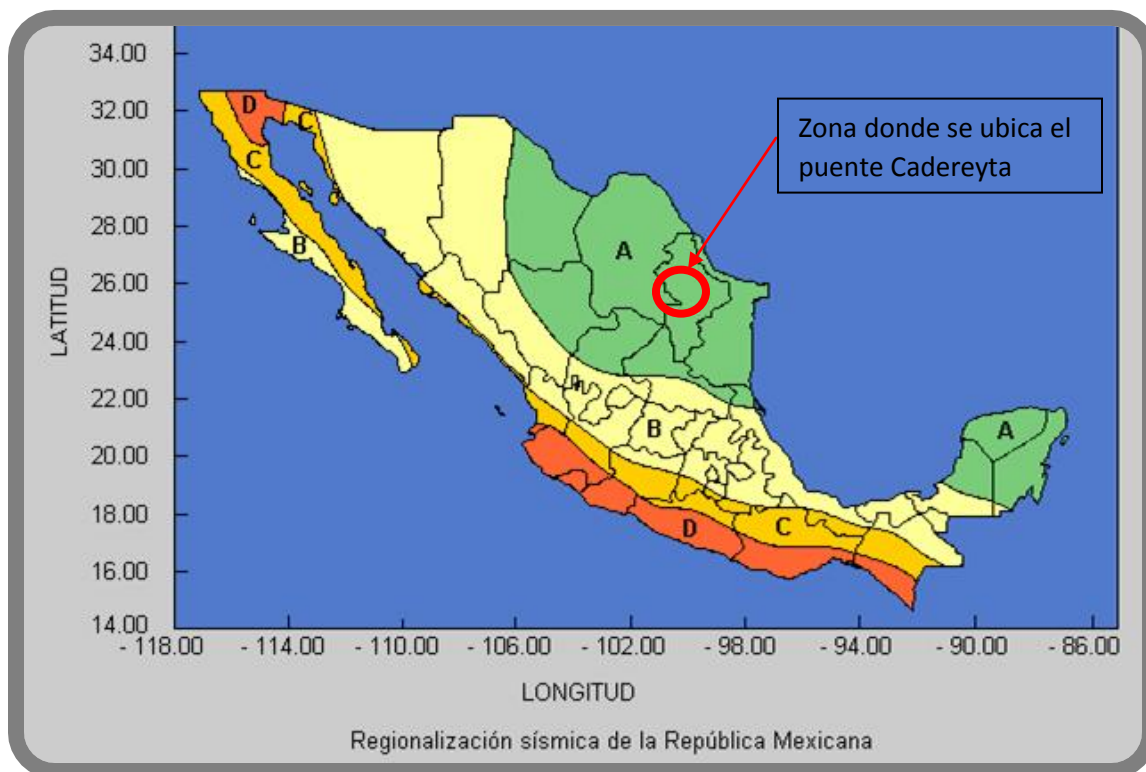 34.00
32.00
30.00
28.00
26.00
24.00
22.00
20.00
18.00
16.00
14.00
LATITUD
D
C
C
B
A
B
A
C
D
Zona donde se ubica el
puente Cadereyta
- 118.00 - 114.00 - 110.00 - 106.00 - 102.00 - 98.00 - 94.00 - 90.00 - 86.00
LONGITUD
Regionalización sísmica de la República Mexicana